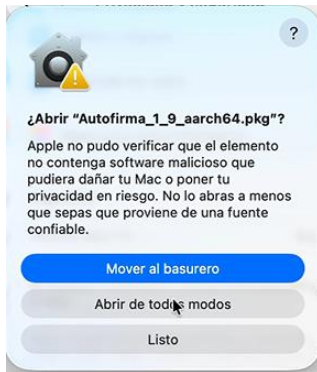 ?
¿Abrir “Autofirma_1_9_aarch64.pkg”?
Apple no pudo verificar que el elemento
no contenga software malicioso que
pudiera dañar tu Mac o poner tu
privacidad en riesgo. No lo abras a menos
que sepas que proviene de una fuente
confiable.
Mover al basurero
Abrir de todos modos
Listo